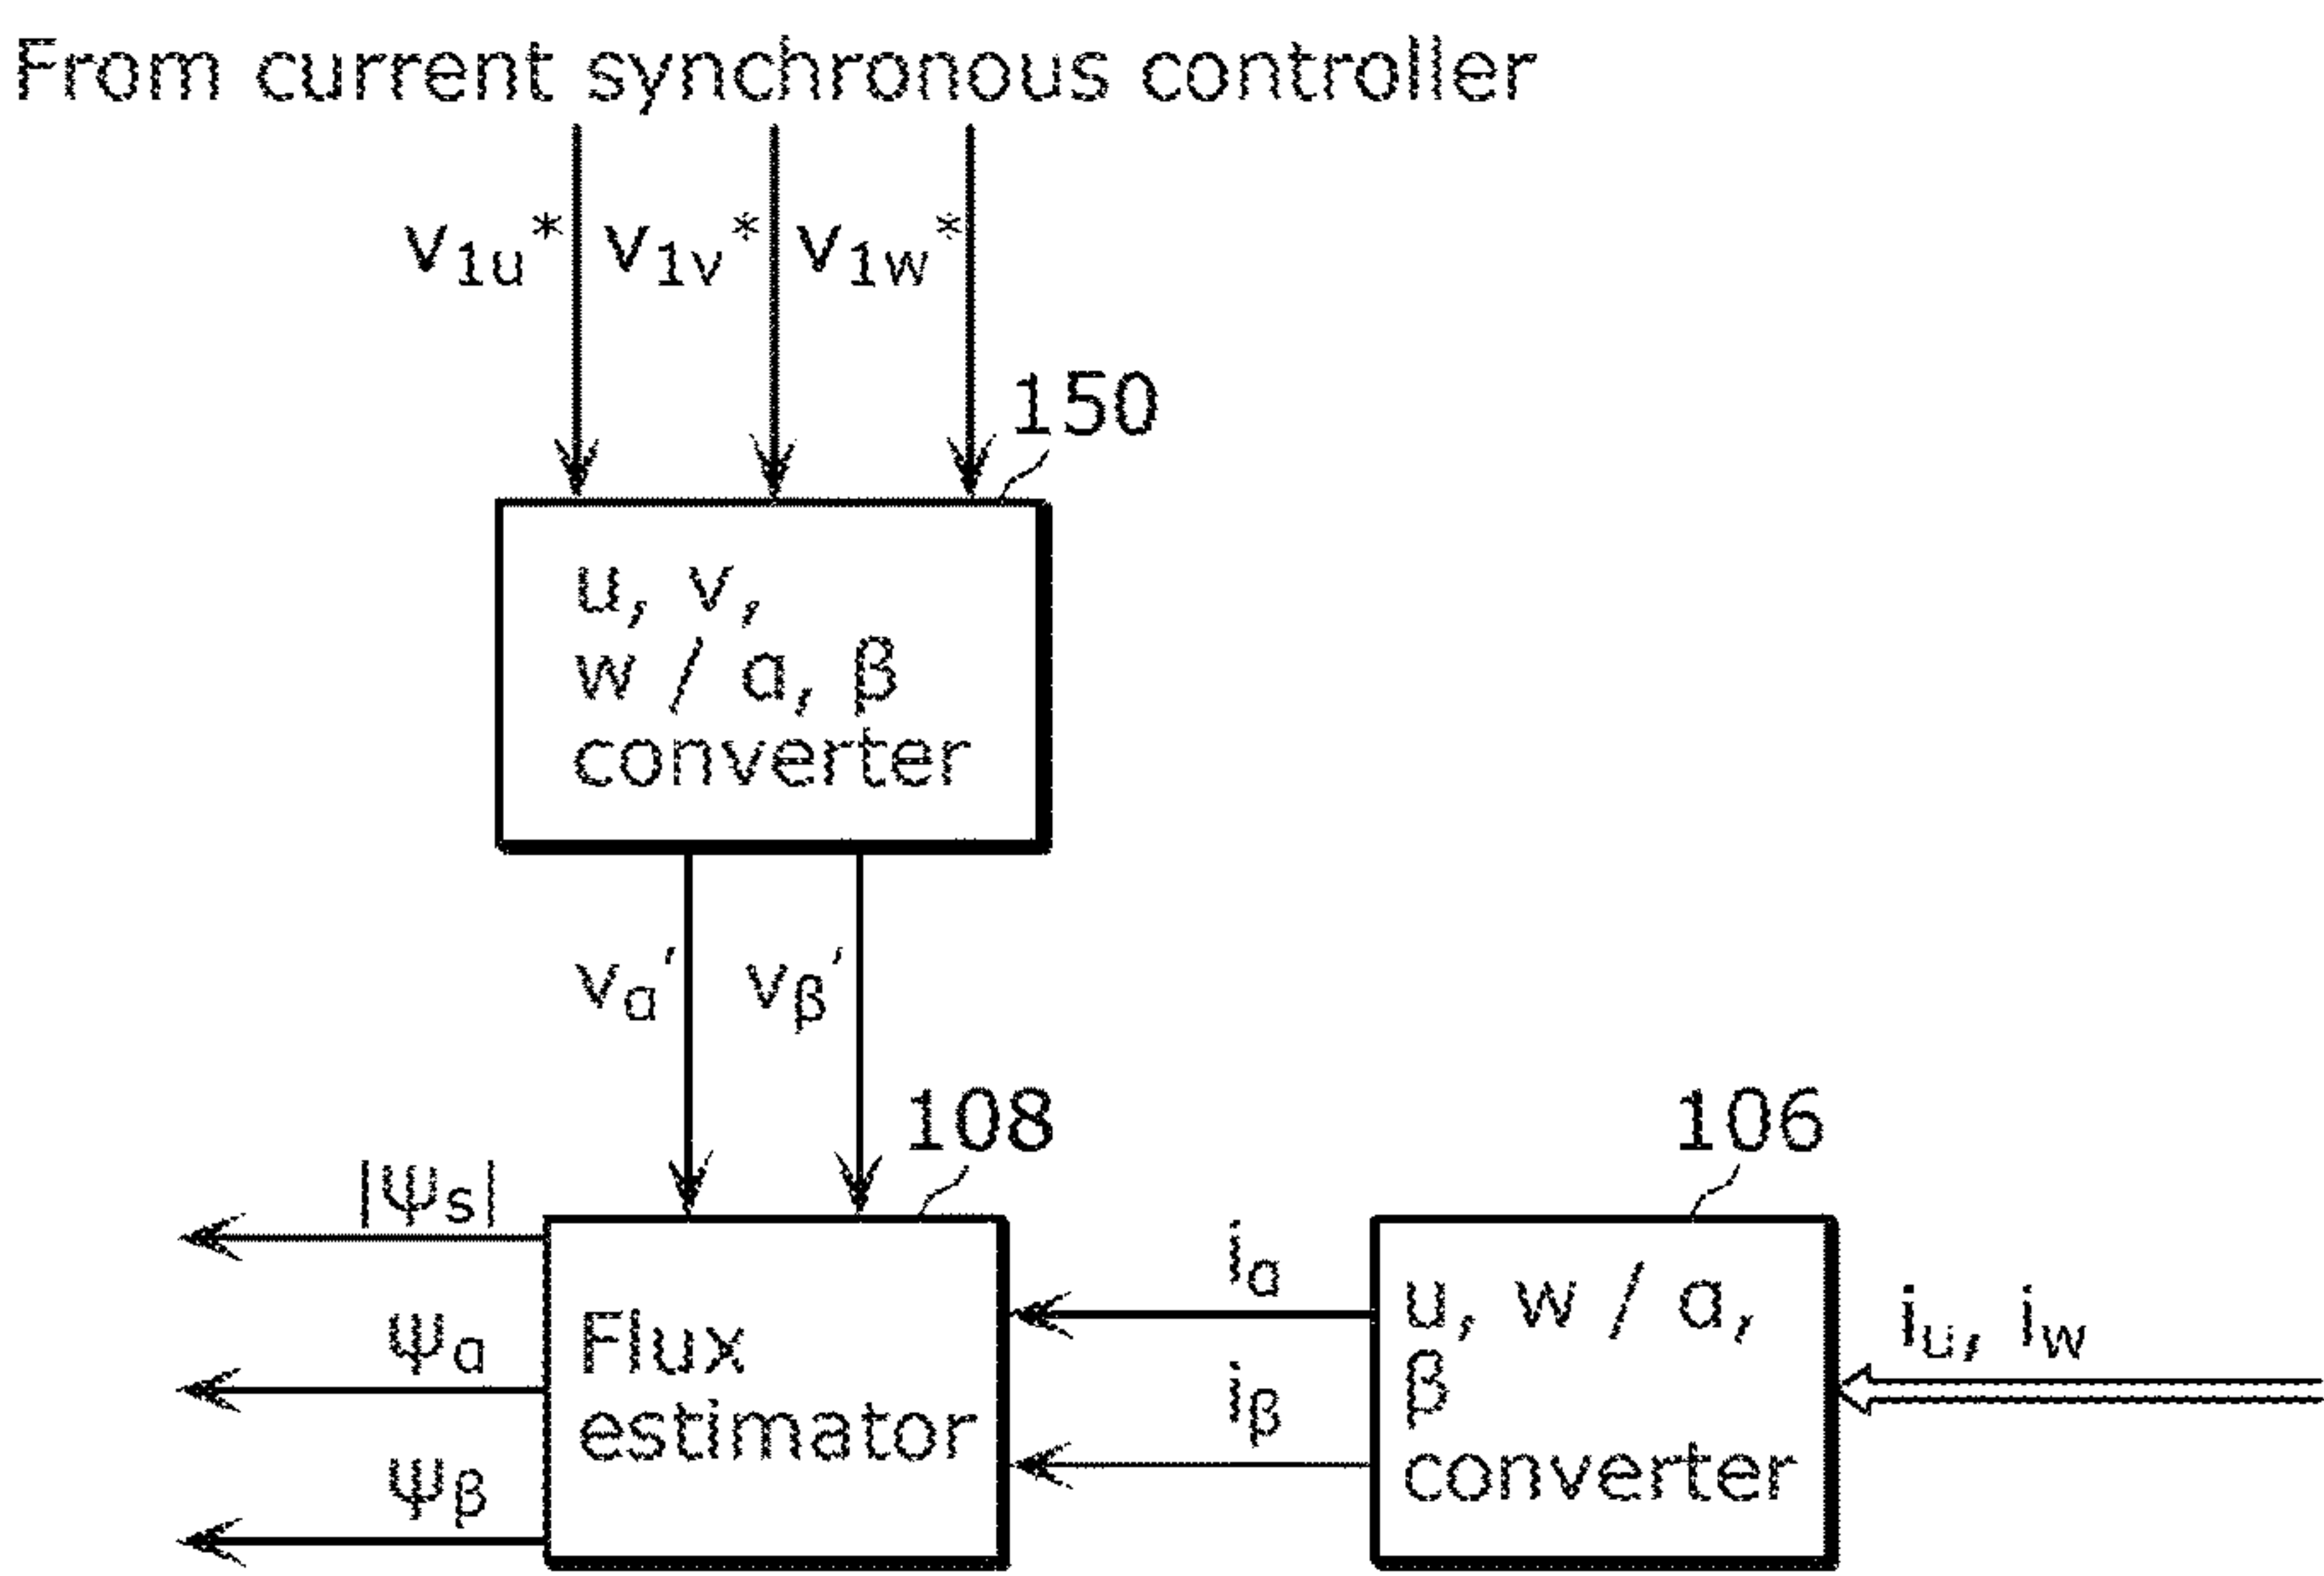 From current synchronous controller
v1u* v1v* v1w*
150
u, v,
w / α, β
converter
vα′ vβ′
108
106
|Ψs|
Ψα
Ψβ
Flux
estimator
iα
iβ
u, w / α,
β
converter
iu, iw